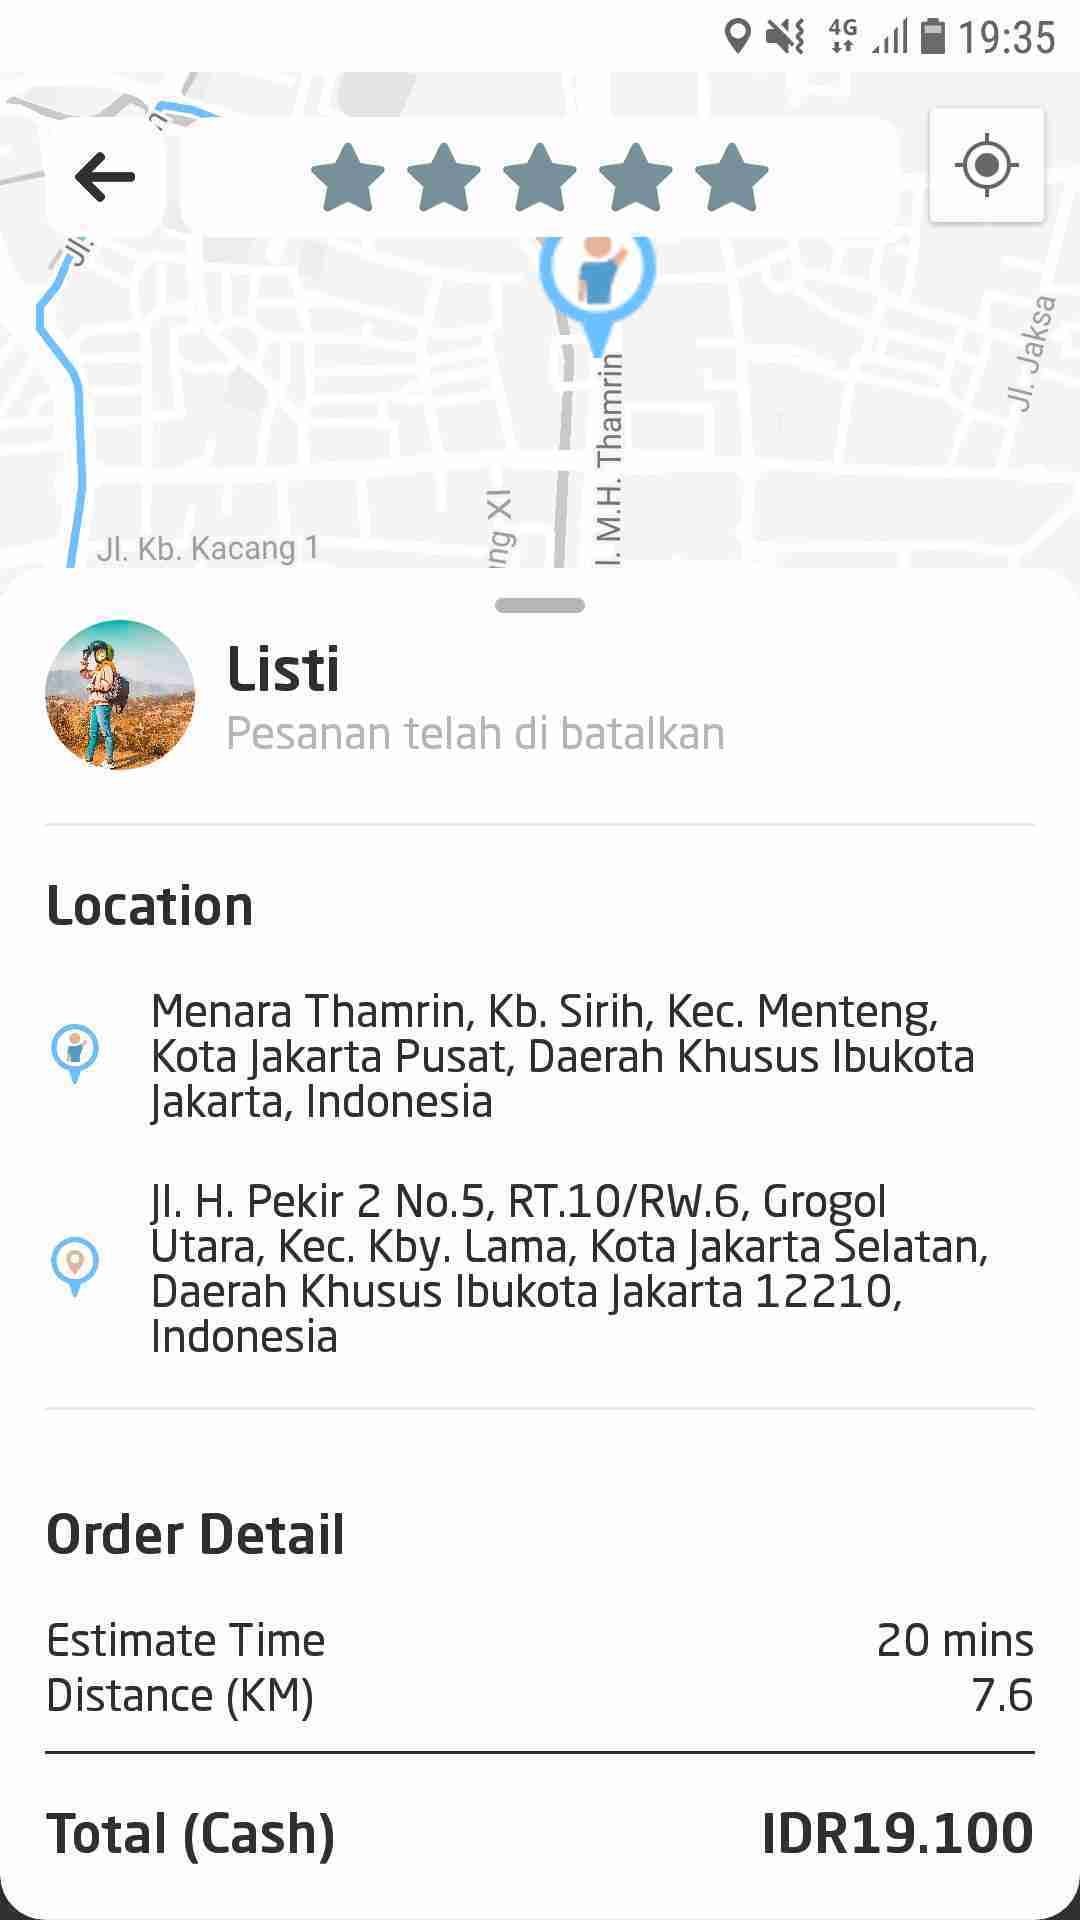 4G
19:35
Jl.
Jl. Jaksa
l. M.H. Thamrin
ng XI
Jl. Kb. Kacang 1
Listi
Pesanan telah di batalkan
Location
Menara Thamrin, Kb. Sirih, Kec. Menteng,
Kota Jakarta Pusat, Daerah Khusus Ibukota
Jakarta, Indonesia
Jl. H. Pekir 2 No.5, RT.10/RW.6, Grogol
Utara, Kec. Kby. Lama, Kota Jakarta Selatan,
Daerah Khusus Ibukota Jakarta 12210,
Indonesia
Order Detail
Estimate Time 20 mins
Distance (KM) 7.6
Total (Cash) IDR19.100